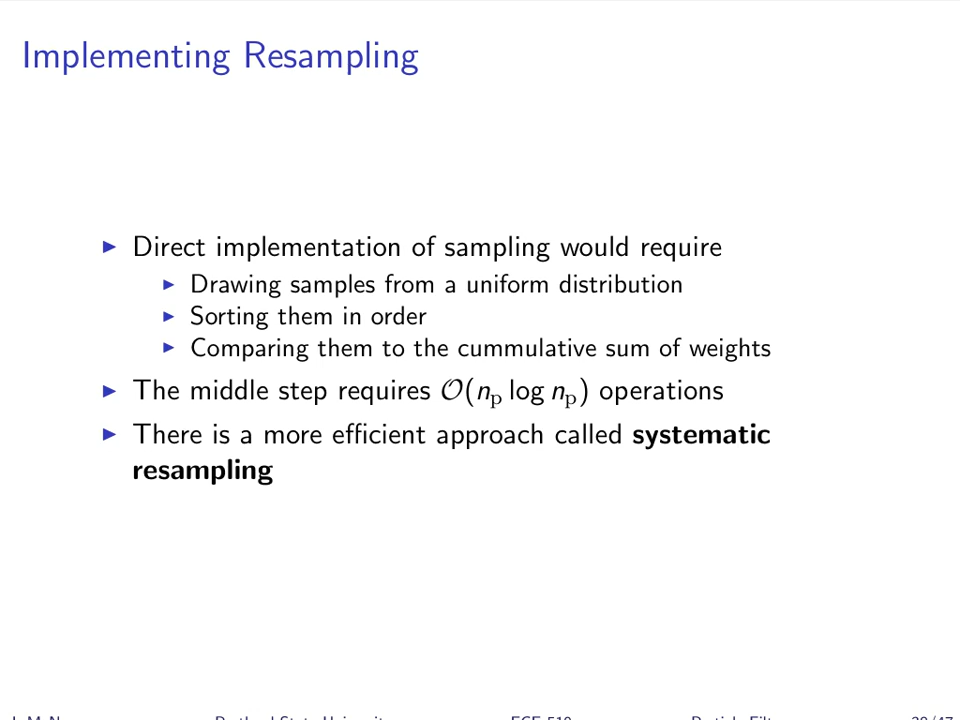 Implementing Resampling
► Direct implementation of sampling would require
► Drawing samples from a uniform distribution
► Sorting them in order
► Comparing them to the cummulative sum of weights
► The middle step requires O(nₚ log nₚ) operations
► There is a more efficient approach called systematic
resampling